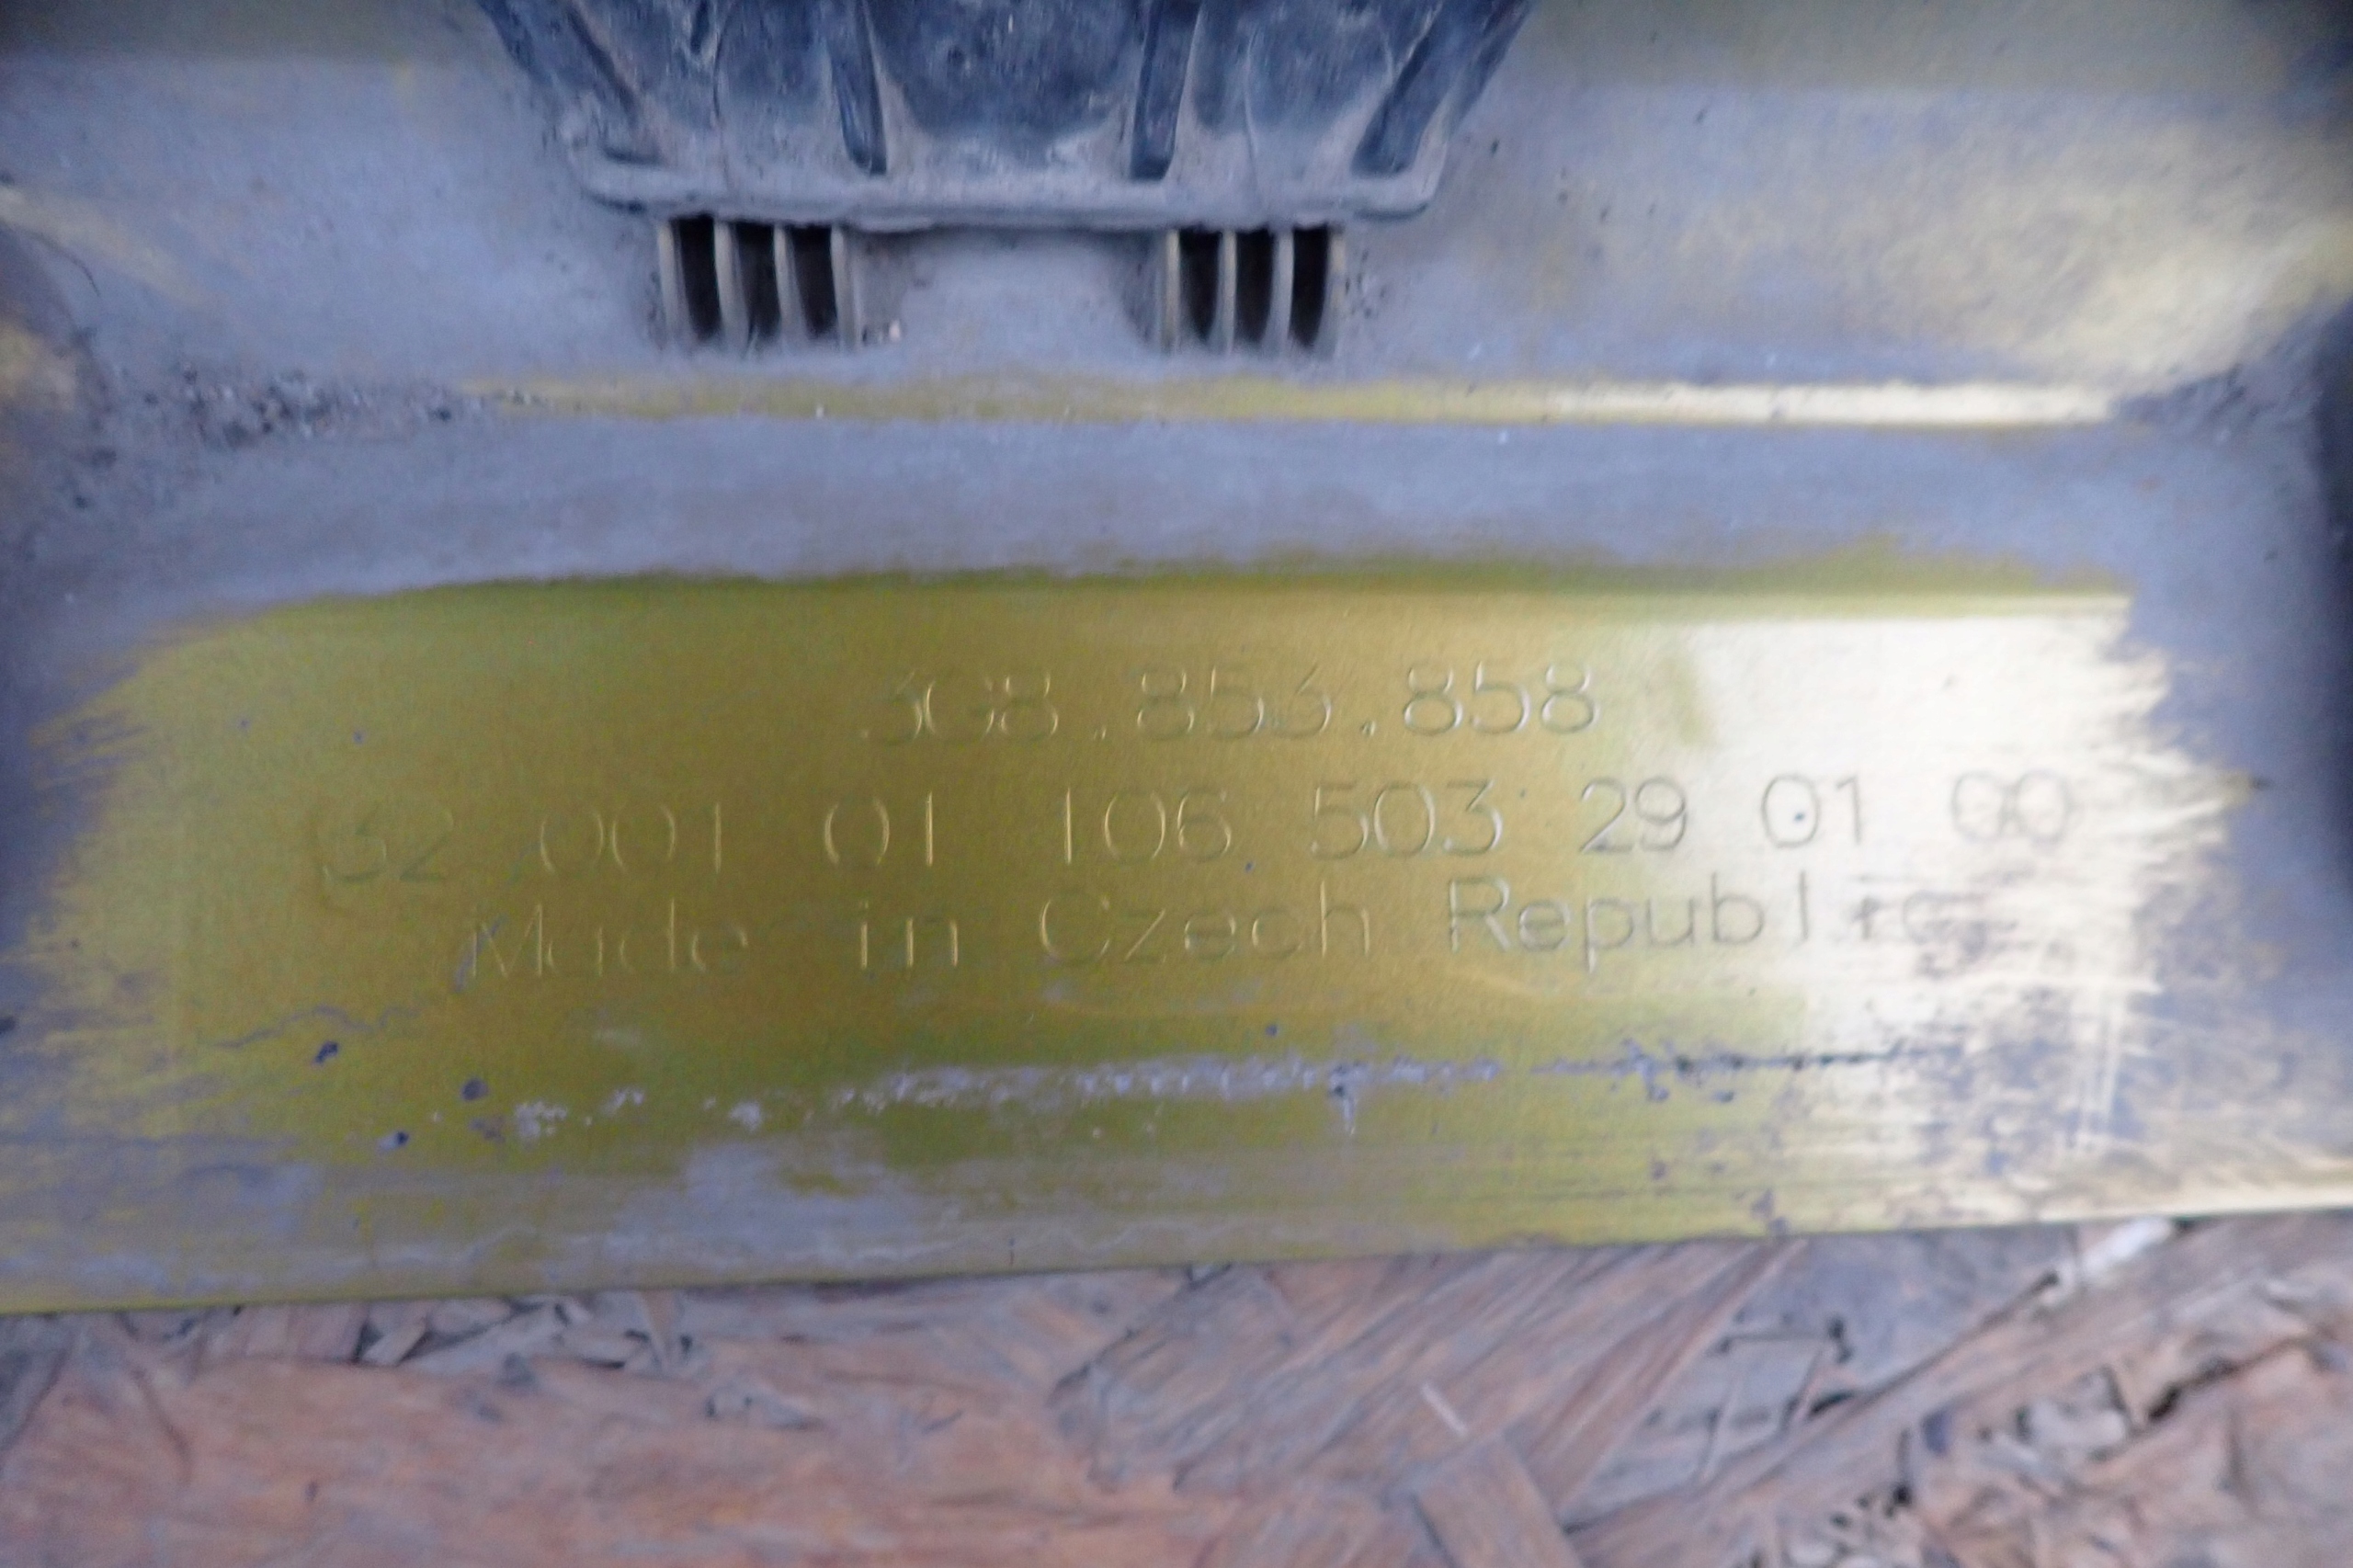 3G8.853.858
32 001 01 106 503 29 01 00
Made in Czech Republic